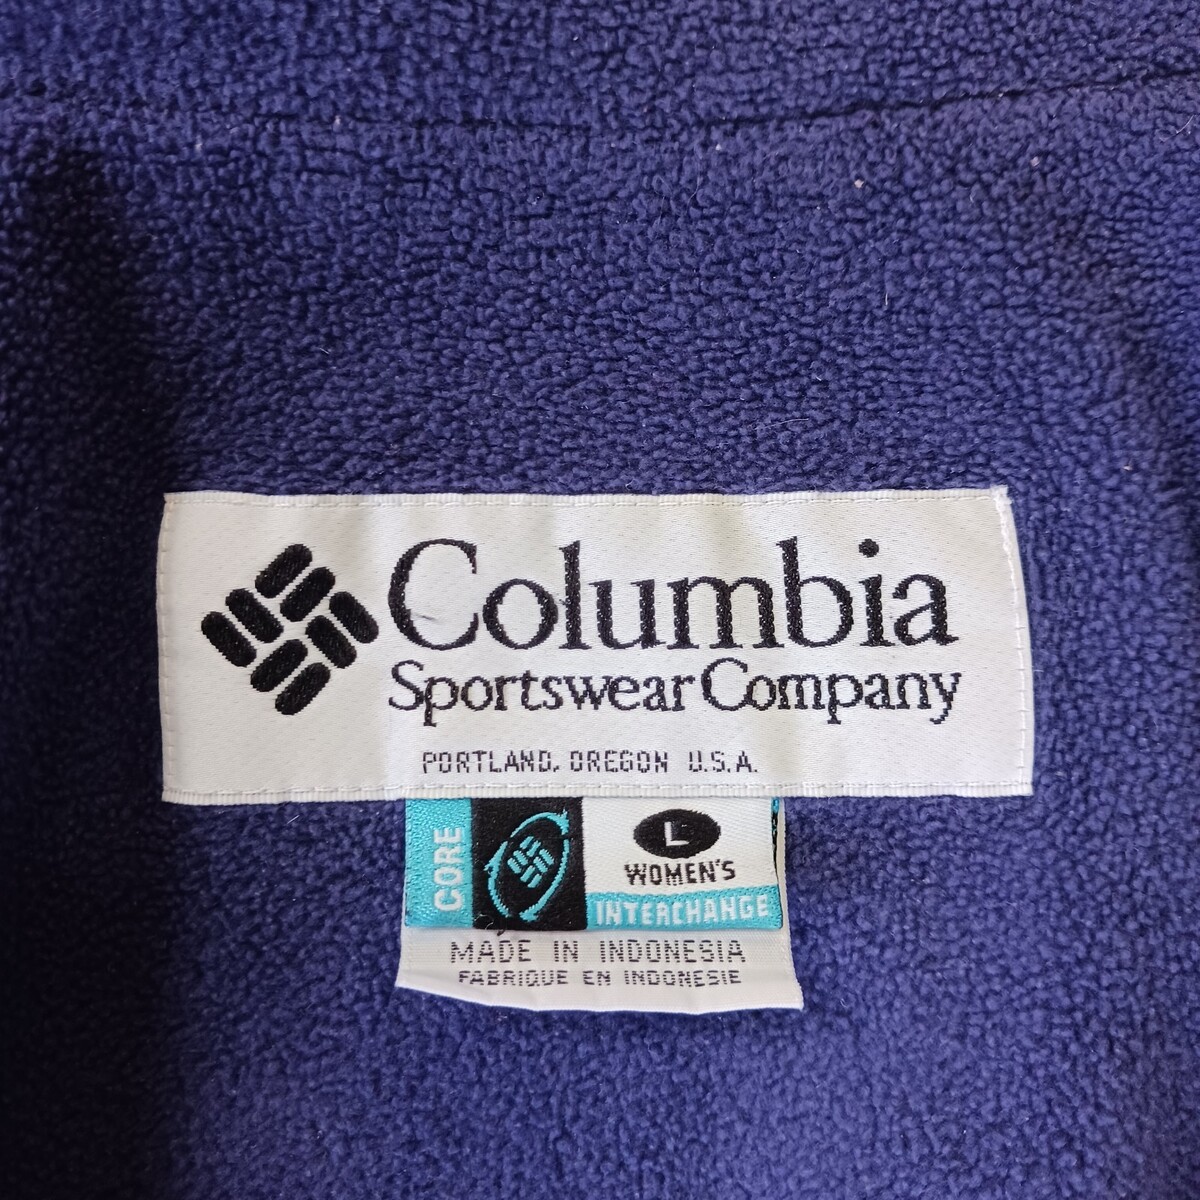 Columbia
Sportswear Company
PORTLAND, OREGON U.S.A.
CORE
L
WOMEN'S
INTERCHANGE
MADE IN INDONESIA
FABRIQUE EN INDONESIE